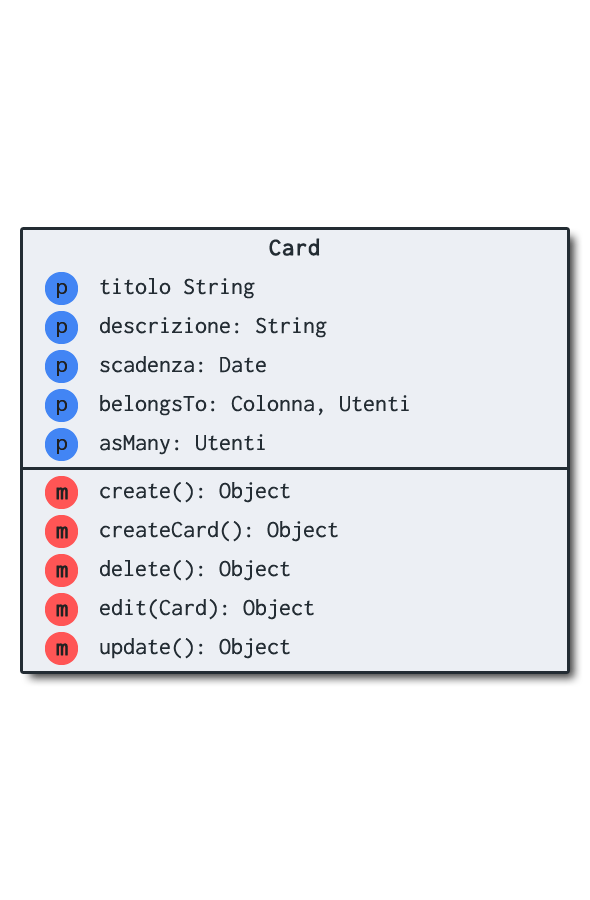 Card
p titolo String
p descrizione: String
p scadenza: Date
p belongsTo: Colonna, Utenti
p asMany: Utenti
m create(): Object
m createCard(): Object
m delete(): Object
m edit(Card): Object
m update(): Object